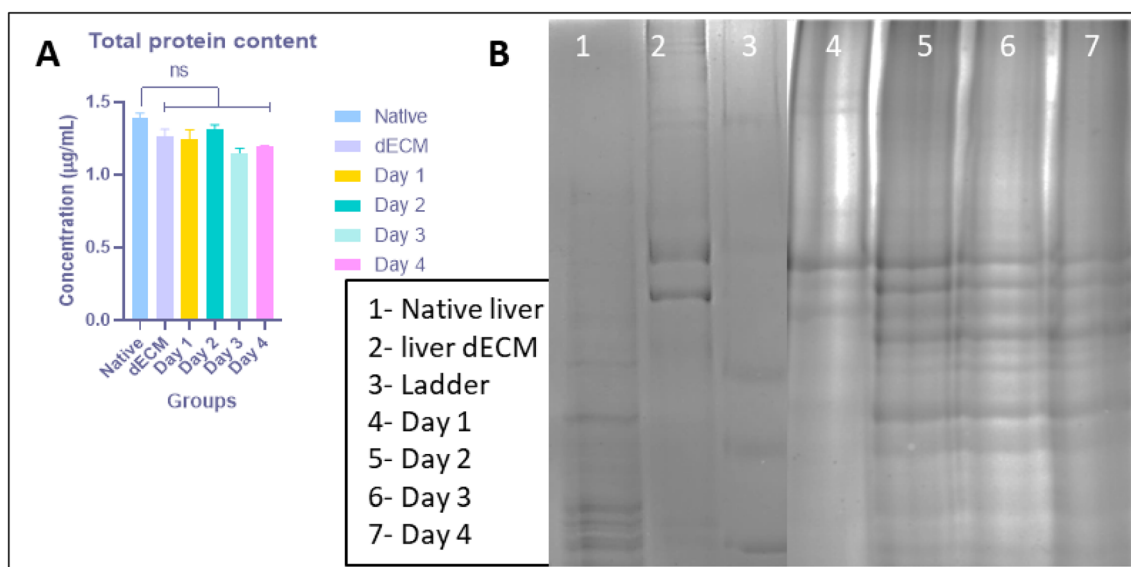 A
Total protein content
ns
1.5
1.0
0.5
0.0
Concentration (µg/mL)
Native
dECM
Day 1
Day 2
Day 3
Day 4
Groups
Native
dECM
Day 1
Day 2
Day 3
Day 4
1- Native liver
2- liver dECM
3- Ladder
4- Day 1
5- Day 2
6- Day 3
7- Day 4
B
1 2 3 4 5 6 7